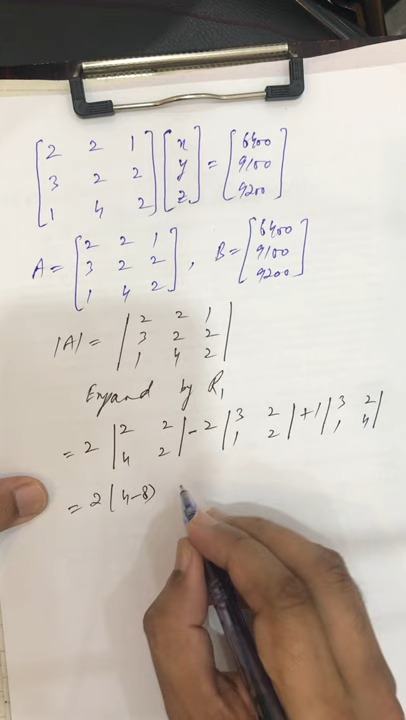 [2 2 1] [x] = [6400]
[3 2 2] [y] [9100]
[1 4 2] [z] [9200]
A = [2 2 1], B = [6400]
[3 2 2] [9100]
[1 4 2] [9200]
|A| = |2 2 1|
|3 2 2|
|1 4 2|
Expand by R₁
= 2 |2 2| - 2 |3 2| + 1 |3 2|
|4 2| |1 2| |1 4|
= 2(4-8)